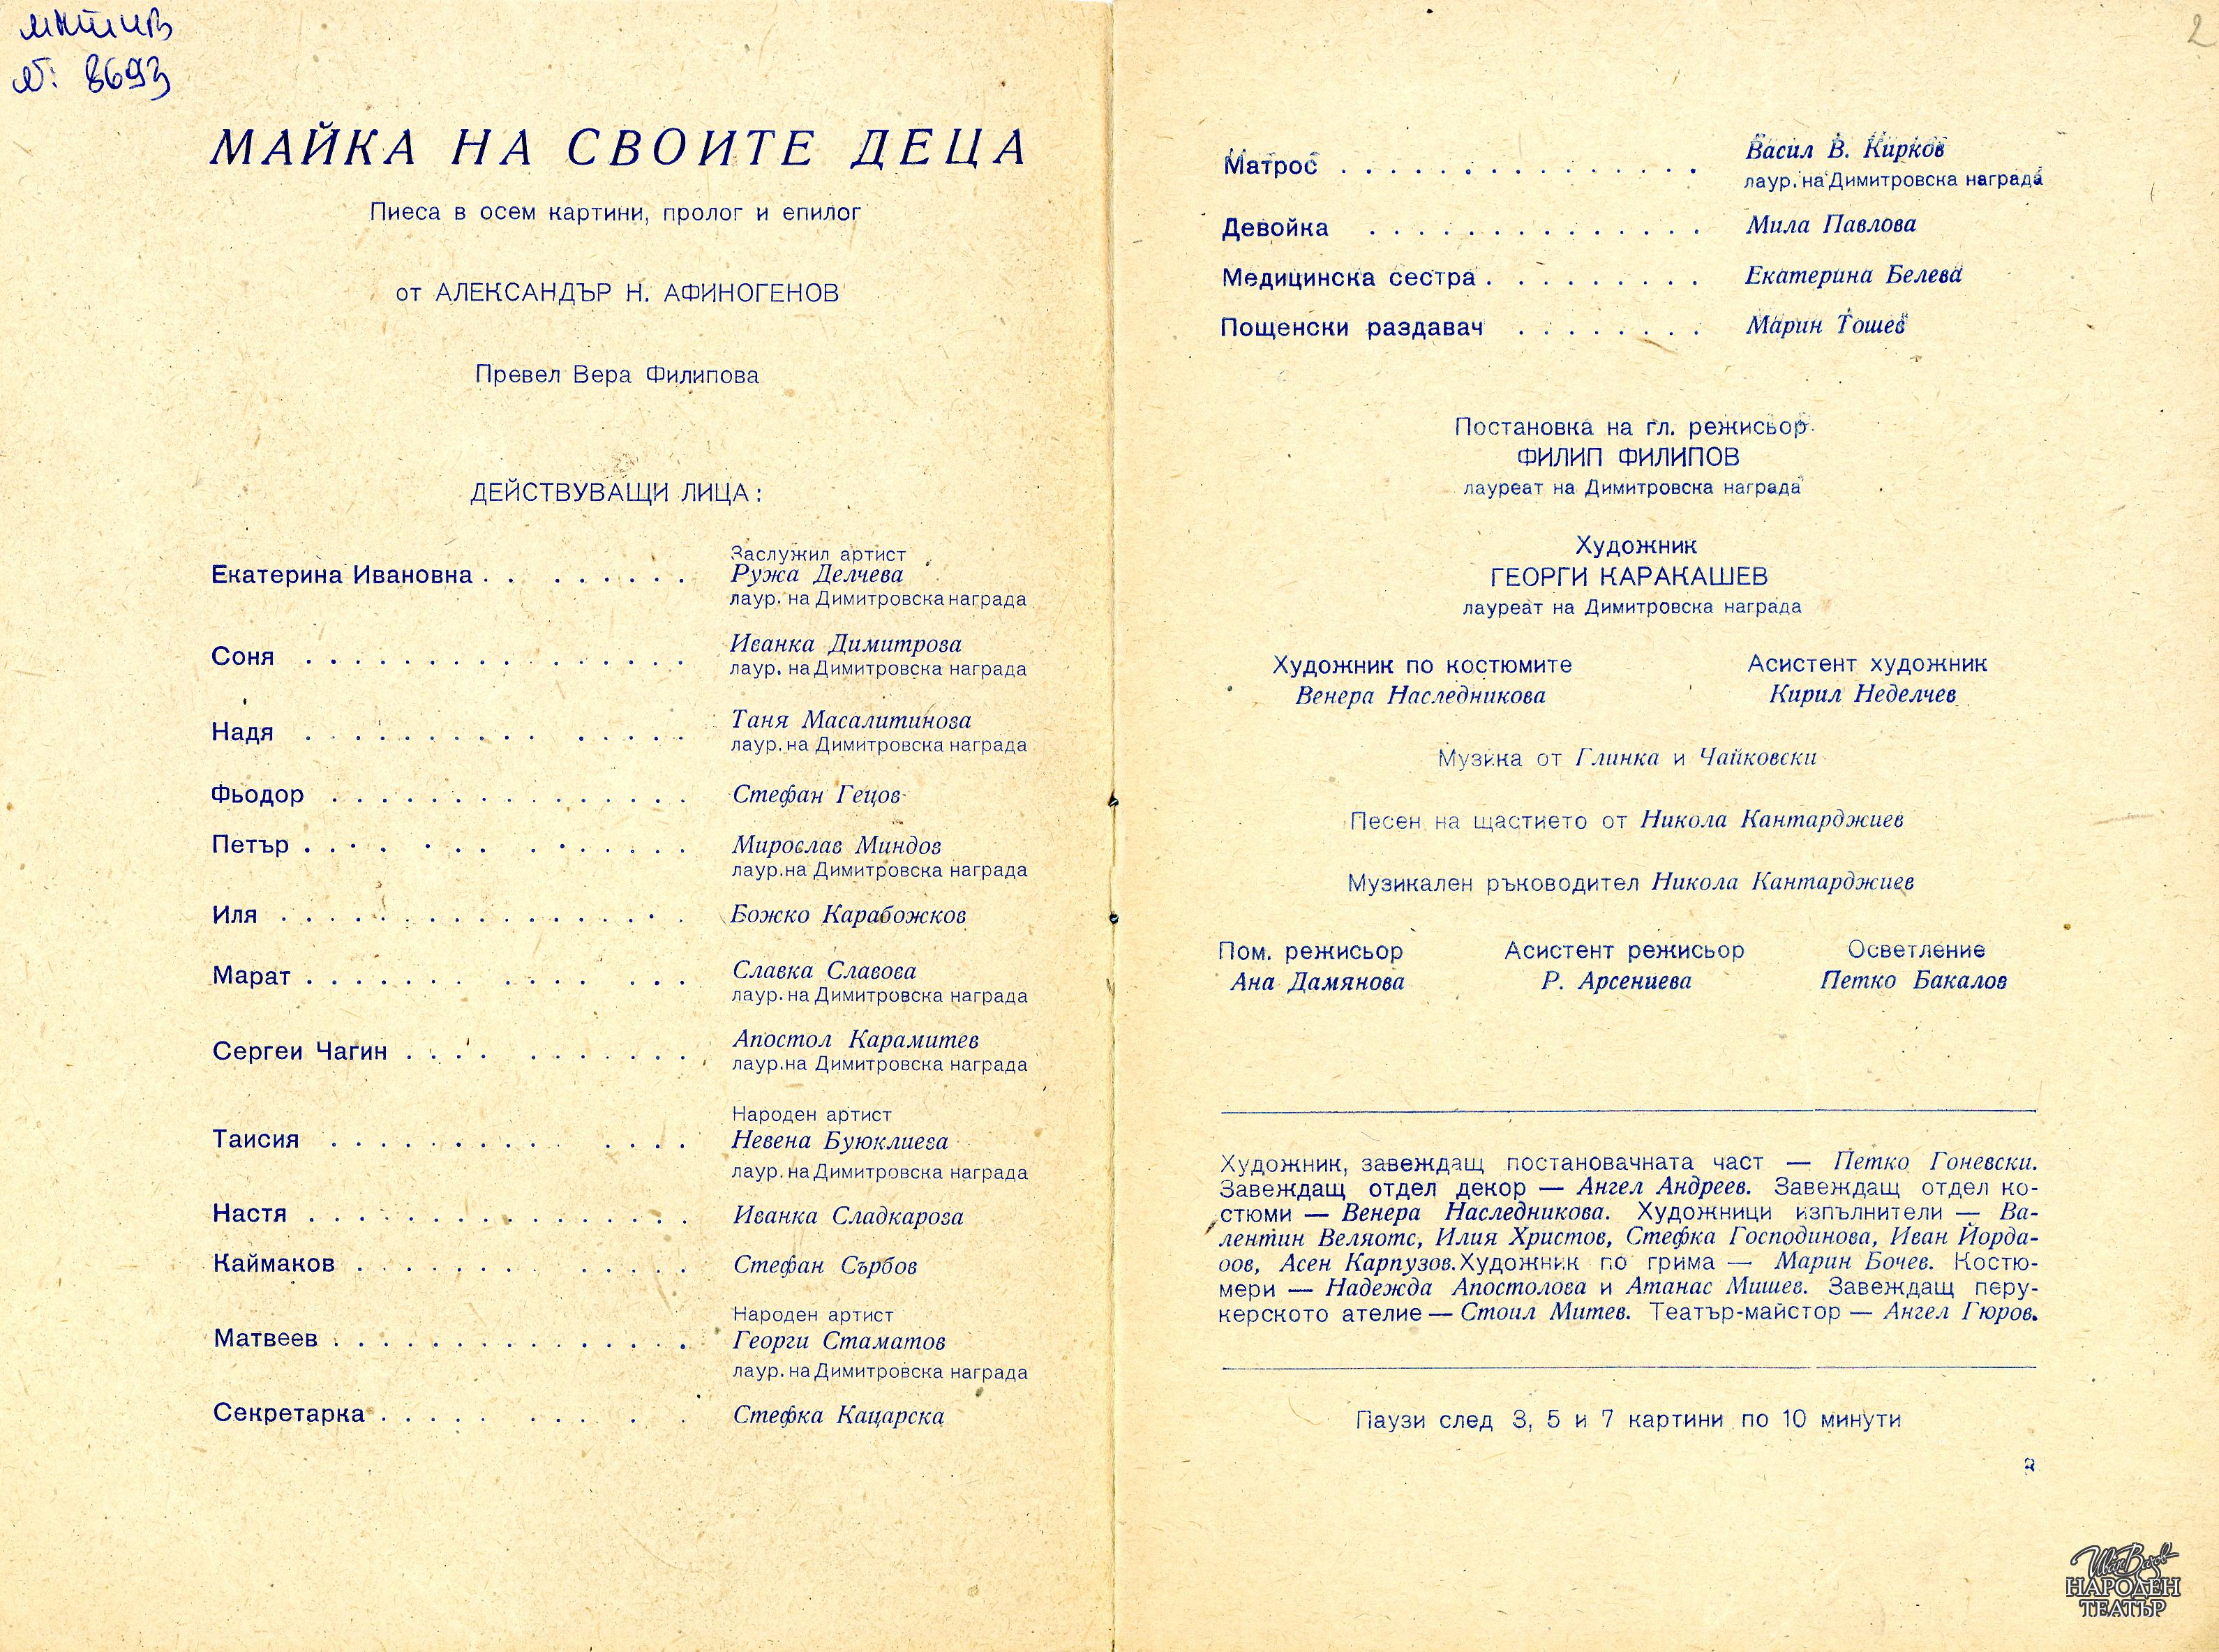 №: 8693
МАЙКА НА СВОИТЕ ДЕЦА
Пиеса в осем картини, пролог и епилог
от АЛЕКСАНДЪР Н. АФИНОГЕНОВ
Превел Вера Филипова
ДЕЙСТВУВАЩИ ЛИЦА:
Заслужил артист
Екатерина Ивановна . . . . . . . . Ружа Делчева
лаур. на Димитровска награда
Иванка Димитрова
Соня . . . . . . . . . . . . . . . .
лаур. на Димитровска награда
Таня Масалитинова
Надя . . . . . . . . . . . . . . .
лаур. на Димитровска награда
Фьодор . . . . . . . . . . . . . . . Стефан Гецов
Петър . . . . . . . . . . . . . . Мирослав Миндов
лаур. на Димитровска награда
Иля . . . . . . . . . . . . . . . . . Божко Карабожков
Марат . . . . . . . . . . . . . . Славка Славова
лаур. на Димитровска награда
Апостол Карамитев
Сергеи Чагин . . . . . . . . . . .
лаур. на Димитровска награда
Народен артист
Таисия . . . . . . . . . . . . . . Невена Буюклиева
лаур. на Димитровска награда
Настя . . . . . . . . . . . . . . . . Иванка Сладкарова
Каймаков . . . . . . . . . . . . . Стефан Сърбов
Народен артист
Матвеев . . . . . . . . . . . . . . . Георги Стаматов
лаур. на Димитровска награда
Секретарка . . . . . . . . . . . Стефка Кацарска
2
Васил В. Кирков
Матрос . . . . . . . . . . . . . . .
лаур. на Димитровска награда
Девойка . . . . . . . . . . . . . . Мила Павлова
Медицинска сестра . . . . . . . . . Екатерина Белева
Пощенски раздавач . . . . . . . . Марин Тошев
Постановка на гл. режисьор
ФИЛИП ФИЛИПОВ
лауреат на Димитровска награда
Художник
ГЕОРГИ КАРАКАШЕВ
лауреат на Димитровска награда
Художник по костюмите Асистент художник
Венера Наследникова Кирил Неделчев
Музика от Глинка и Чайковски
Песен на щастието от Никола Кантарджиев
Музикален ръководител Никола Кантарджиев
Пом. режисьор Асистент режисьор Осветление
Ана Дамянова Р. Арсениева Петко Бакалов
Художник, завеждащ постановачната част — Петко Гоневски.
Завеждащ отдел декор — Ангел Андреев. Завеждащ отдел ко-
стюми — Венера Наследникова. Художници изпълнители — Ва-
лентин Веляотс, Илия Христов, Стефка Господинова, Иван Йорда-
оов, Асен Карпузов. Художник по грима — Марин Бочев. Костю-
мери — Надежда Апостолова и Атанас Мишев. Завеждащ перу-
керското ателие — Стоил Митев. Театър-майстор — Ангел Гюров.
Паузи след 3, 5 и 7 картини по 10 минути
Иван Вазов
НАРОДЕН
ТЕАТЪР